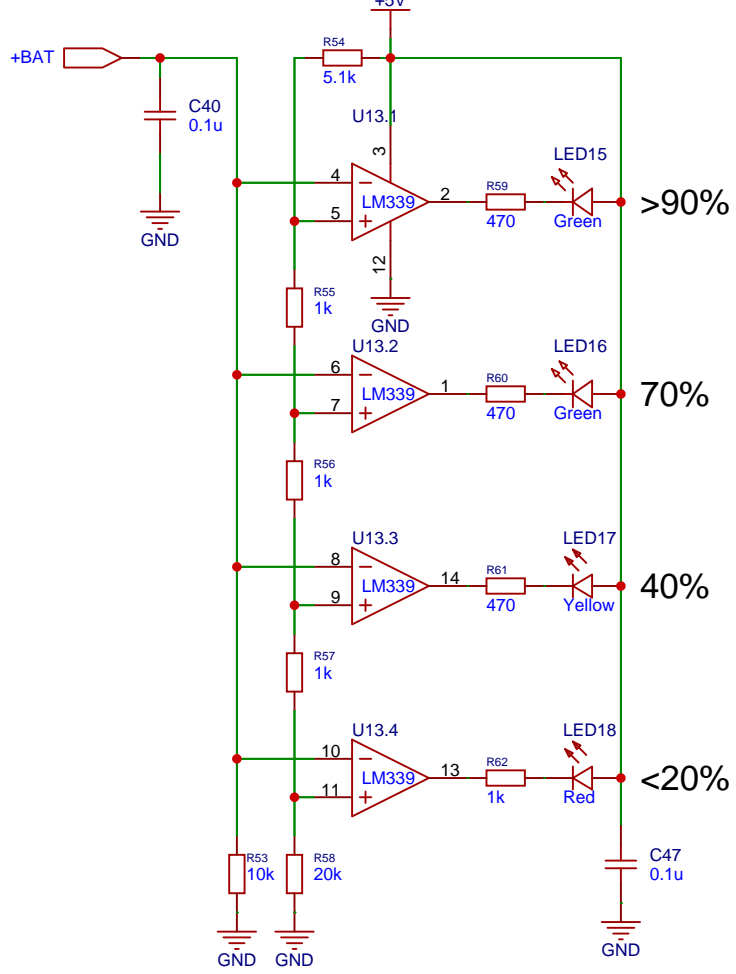 +5V
+BAT
R54
5.1k
C40
0.1u
U13.1
3
LED15
4
2
R59
LM339
>90%
5
470
Green
GND
12
R55
1k
GND
U13.2
LED16
6
1
R60
LM339
70%
7
470
Green
R56
1k
U13.3
LED17
8
14
R61
LM339
40%
9
470
Yellow
R57
1k
U13.4
LED18
10
13
R62
LM339
<20%
11
1k
Red
R53
10k
R58
20k
C47
0.1u
GND
GND
GND